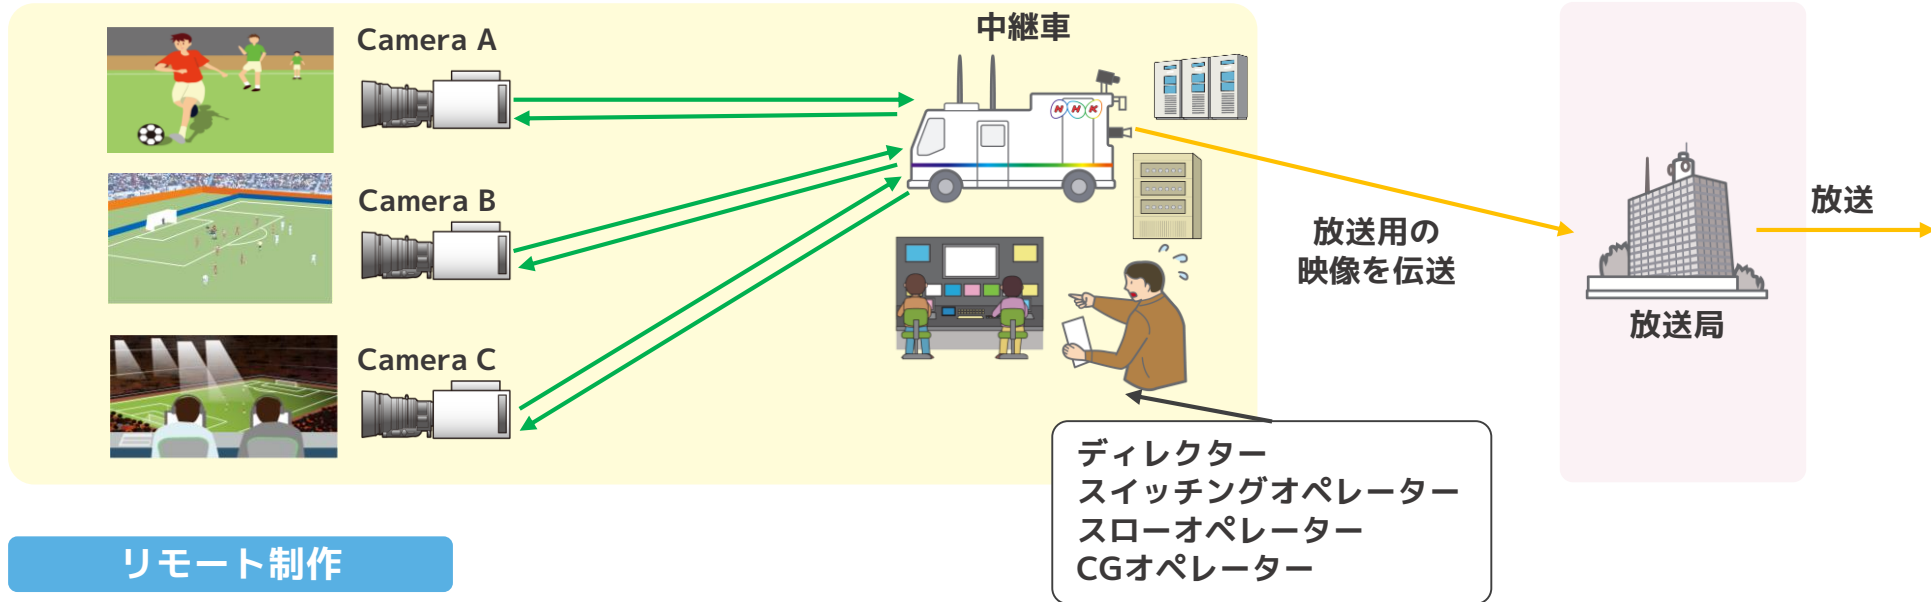 中継車
Camera A
NHK
Camera B
放送用の
映像を伝送
放送
放送局
Camera C
ディレクター
スイッチングオペレーター
スローオペレーター
CGオペレーター
リモート制作